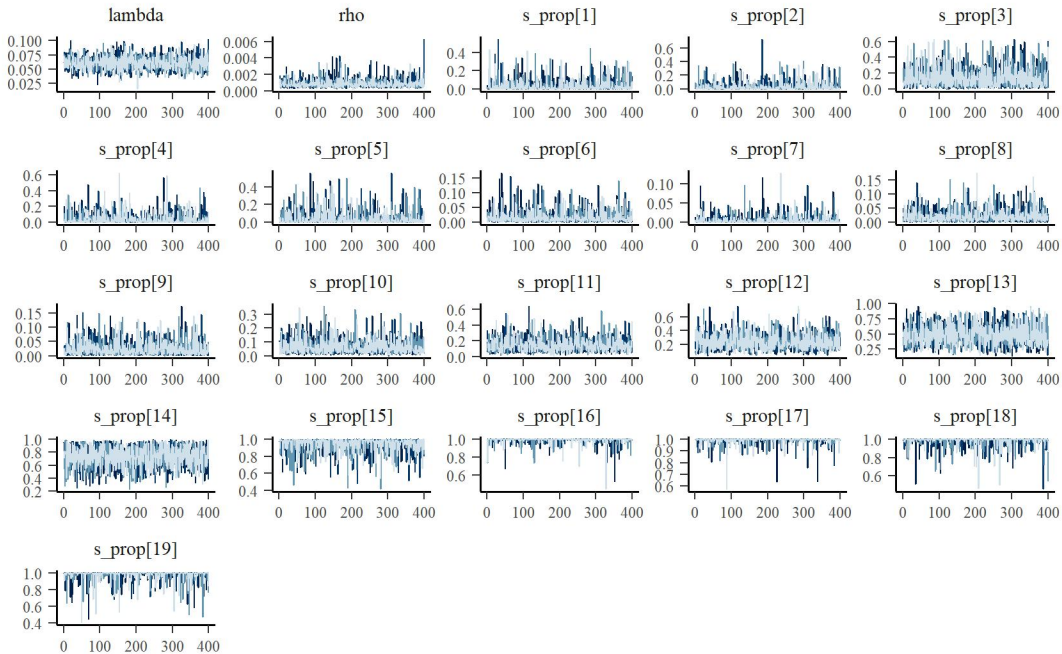 lambda rho s_prop[1] s_prop[2] s_prop[3]
0.100 0.006 0.4 0.6 0.6
0.075 0.004 0.2 0.4 0.4
0.050 0.002 0.0 0.2 0.2
0.025 0.000 0.0 0.0
0 100 200 300 400 0 100 200 300 400 0 100 200 300 400 0 100 200 300 400 0 100 200 300 400
s_prop[4] s_prop[5] s_prop[6] s_prop[7] s_prop[8]
0.6 0.4 0.15 0.10 0.15
0.4 0.2 0.10 0.05 0.10
0.2 0.0 0.05 0.00 0.05
0.0 0.00 0.00
0 100 200 300 400 0 100 200 300 400 0 100 200 300 400 0 100 200 300 400 0 100 200 300 400
s_prop[9] s_prop[10] s_prop[11] s_prop[12] s_prop[13]
0.15 0.3 0.6 0.6 1.00
0.10 0.2 0.4 0.4 0.75
0.05 0.1 0.2 0.2 0.50
0.00 0.0 0.0 0.25
0 100 200 300 400 0 100 200 300 400 0 100 200 300 400 0 100 200 300 400 0 100 200 300 400
s_prop[14] s_prop[15] s_prop[16] s_prop[17] s_prop[18]
1.0 1.0 1.0 1.0 1.0
0.8 0.8 0.8 0.9 0.8
0.6 0.6 0.6 0.8 0.6
0.4 0.4 0.7
0.2 0.6
0 100 200 300 400 0 100 200 300 400 0 100 200 300 400 0 100 200 300 400 0 100 200 300 400
s_prop[19]
1.0
0.8
0.6
0.4
0 100 200 300 400